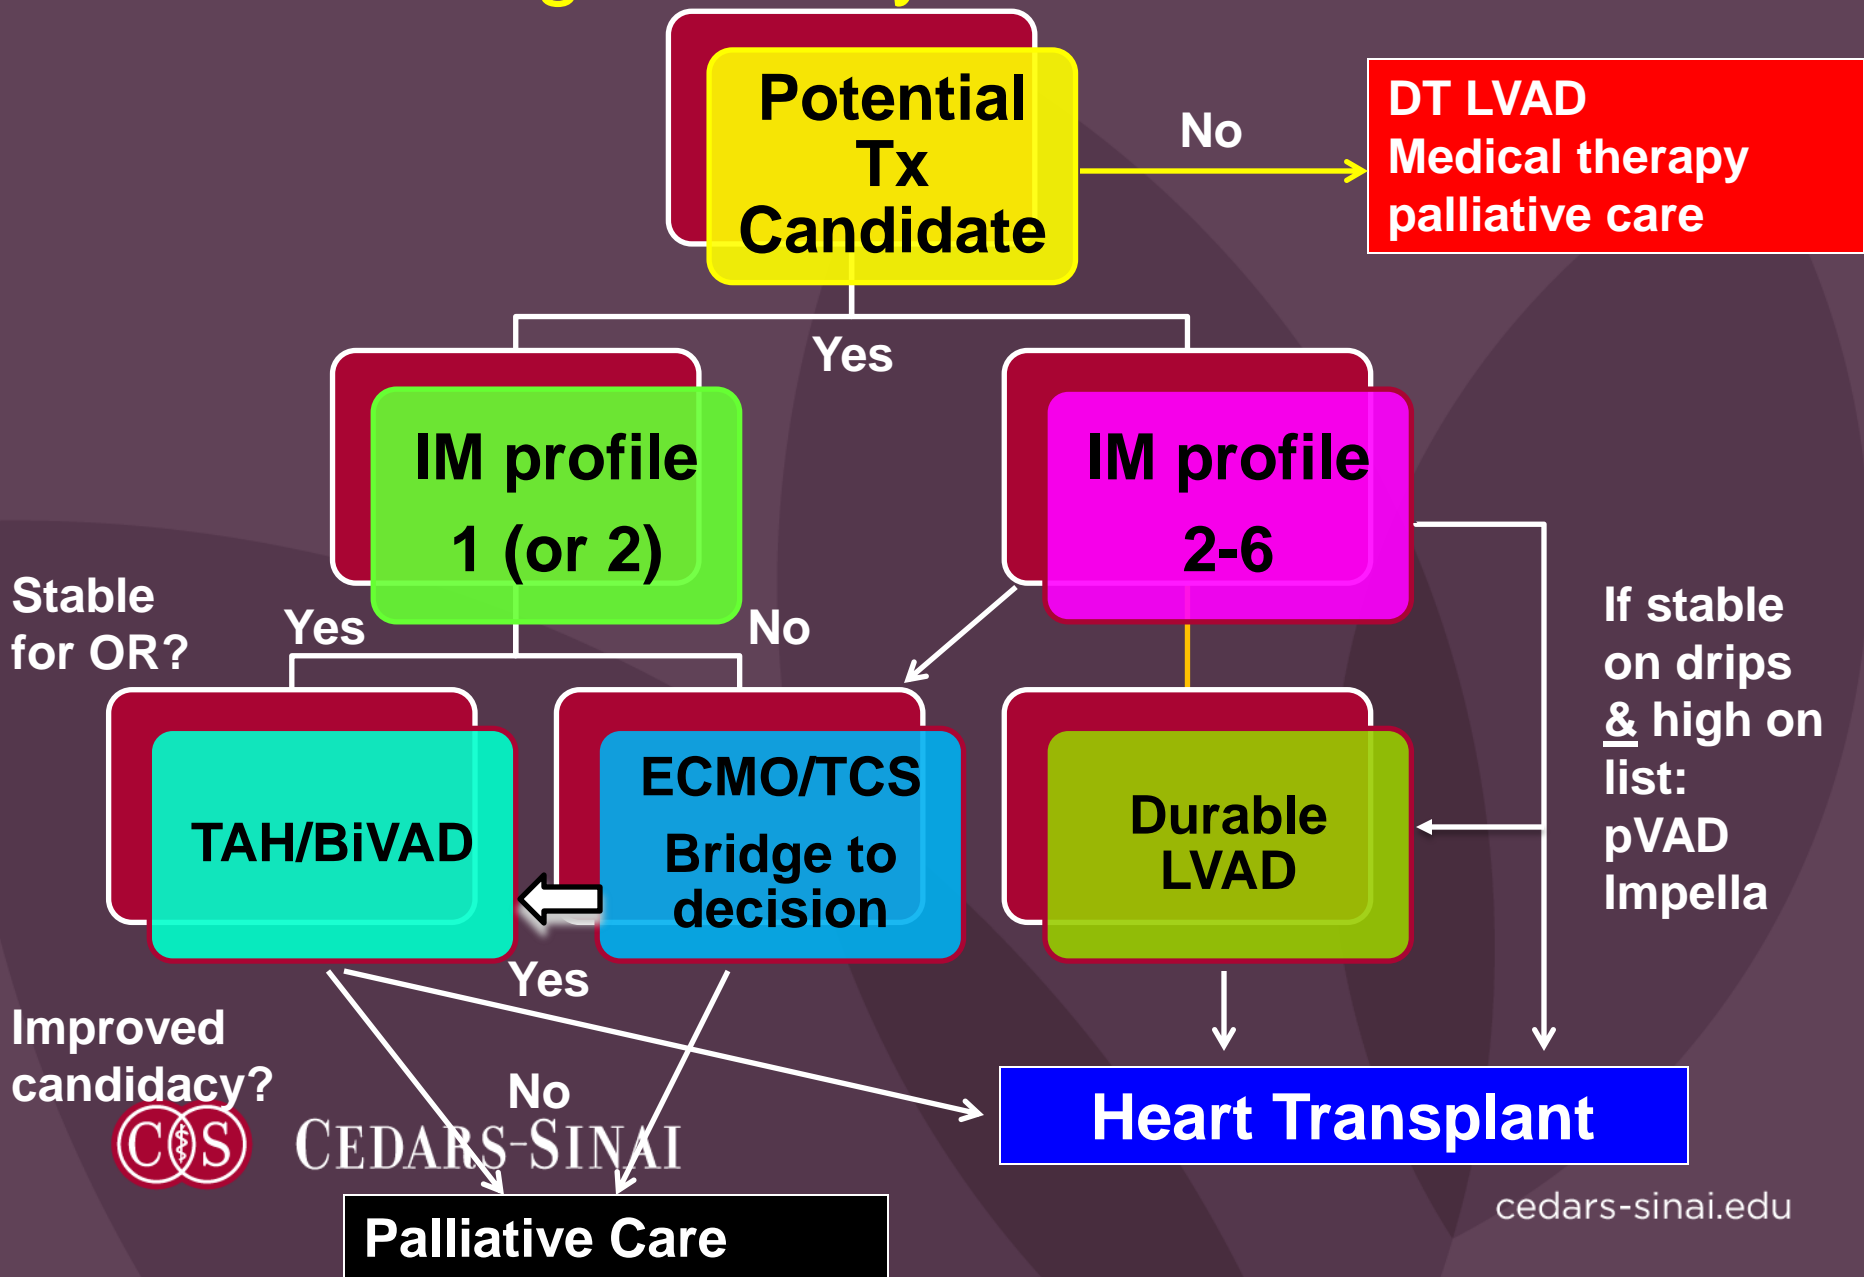 Potential
Tx
Candidate
No
DT LVAD
Medical therapy
palliative care
Yes
IM profile
1 (or 2)
IM profile
2-6
Stable
for OR?
Yes
No
If stable
on drips
& high on
list:
pVAD
Impella
TAH/BiVAD
ECMO/TCS
Bridge to
decision
Durable
LVAD
Yes
Improved
candidacy?
No
Heart Transplant
CS
CEDARS-SINAI
cedars-sinai.edu
Palliative Care